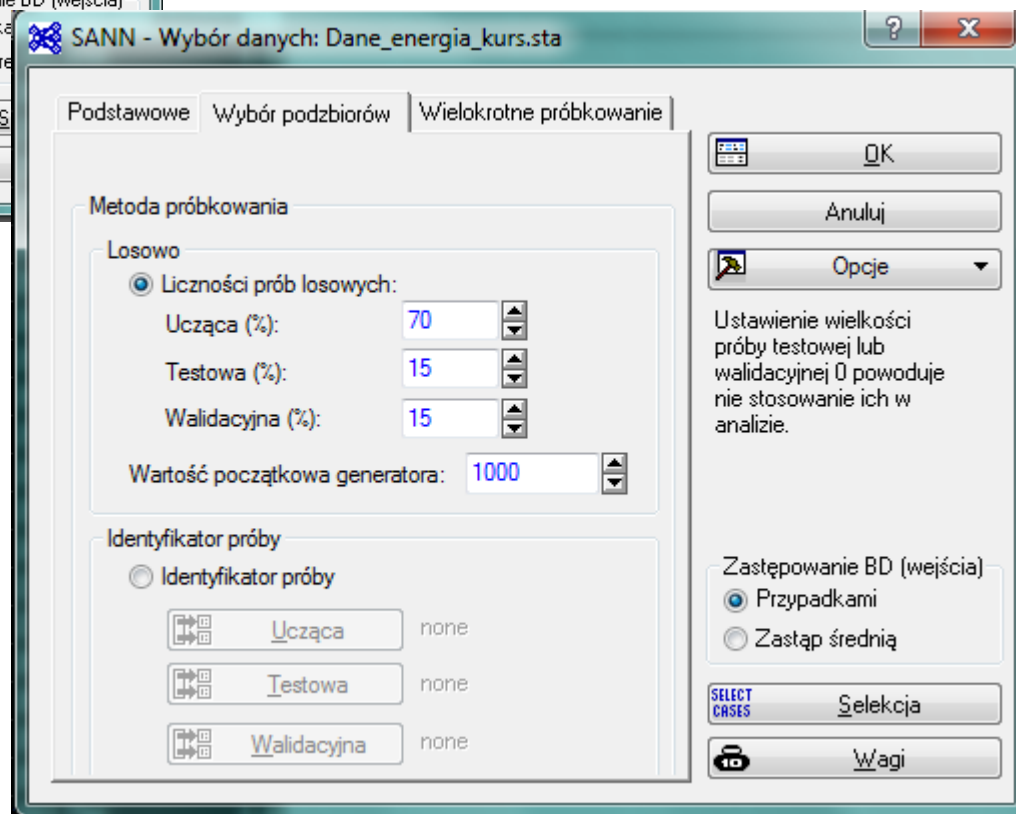 nie BD (wejścia)
SANN - Wybór danych: Dane_energia_kurs.sta
Podstawowe
Wybór podzbiorów
Wielokrotne próbkowanie
Metoda próbkowania
Losowo
Liczności prób losowych:
Ucząca (%): 70
Testowa (%): 15
Walidacyjna (%): 15
Wartość początkowa generatora: 1000
Identyfikator próby
Identyfikator próby
Ucząca none
Testowa none
Walidacyjna none
OK
Anuluj
Opcje
Ustawienie wielkości
próby testowej lub
walidacyjnej 0 powoduje
nie stosowanie ich w
analizie.
Zastępowanie BD (wejścia)
Przypadkami
Zastąp średnią
SELECT
CASES
Selekcja
Wagi